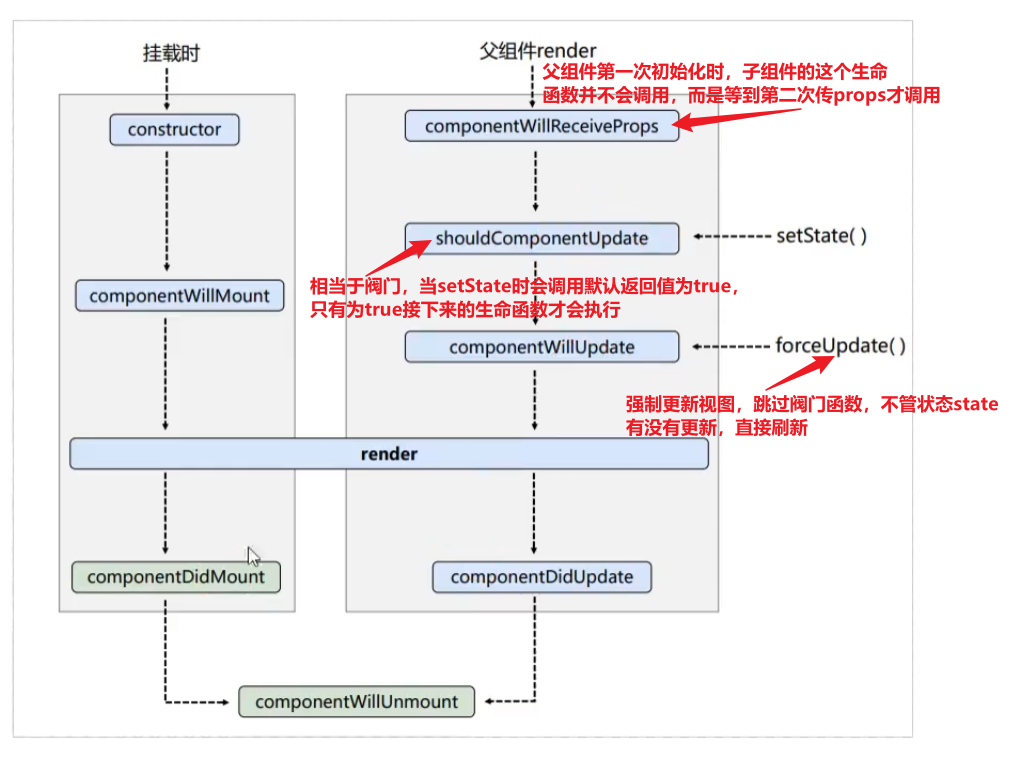 挂载时
父组件render
父组件第一次初始化时，子组件的这个生命
函数并不会调用，而是等到第二次传props才调用
constructor
componentWillReceiveProps
shouldComponentUpdate
setState( )
相当于阀门，当setState时会调用默认返回值为true，
只有为true接下来的生命函数才会执行
componentWillMount
componentWillUpdate
forceUpdate( )
强制更新视图，跳过阀门函数，不管状态state
有没有更新，直接刷新
render
componentDidMount
componentDidUpdate
componentWillUnmount